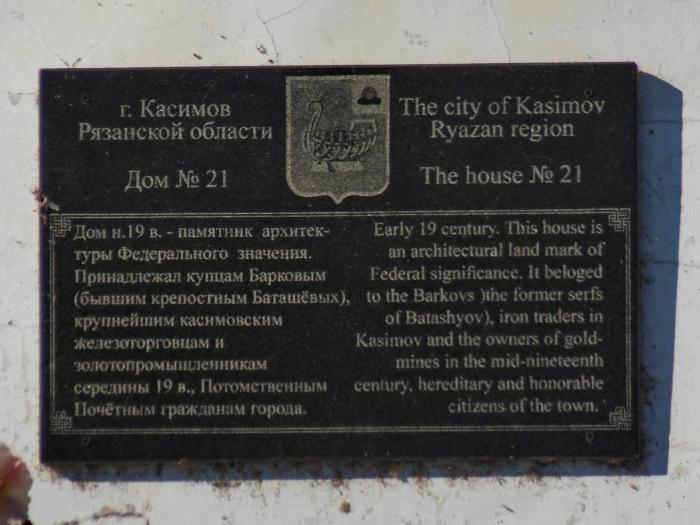 г. Касимов
Рязанской области
Дом № 21
The city of Kasimov
Ryazan region
The house № 21
Дом н.19 в. - памятник архитек-
туры Федерального значения.
Принадлежал купцам Барковым
(бывшим крепостным Баташёвых),
крупнейшим касимовским
железоторговцам и
золотопромышленникам
середины 19 в., Потомственным
Почётным гражданам города.
Early 19 century. This house is
an architectural land mark of
Federal significance. It beloged
to the Barkovs )the former serfs
of Batashyov), iron traders in
Kasimov and the owners of gold-
mines in the mid-nineteenth
century, hereditary and honorable
citizens of the town.